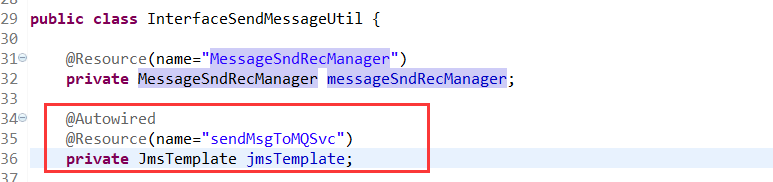 29 public class InterfaceSendMessageUtil {
30
31 @Resource(name="MessageSndRecManager")
32 private MessageSndRecManager messageSndRecManager;
33
34 @Autowired
35 @Resource(name="sendMsgToMQSvc")
36 private JmsTemplate jmsTemplate;
37